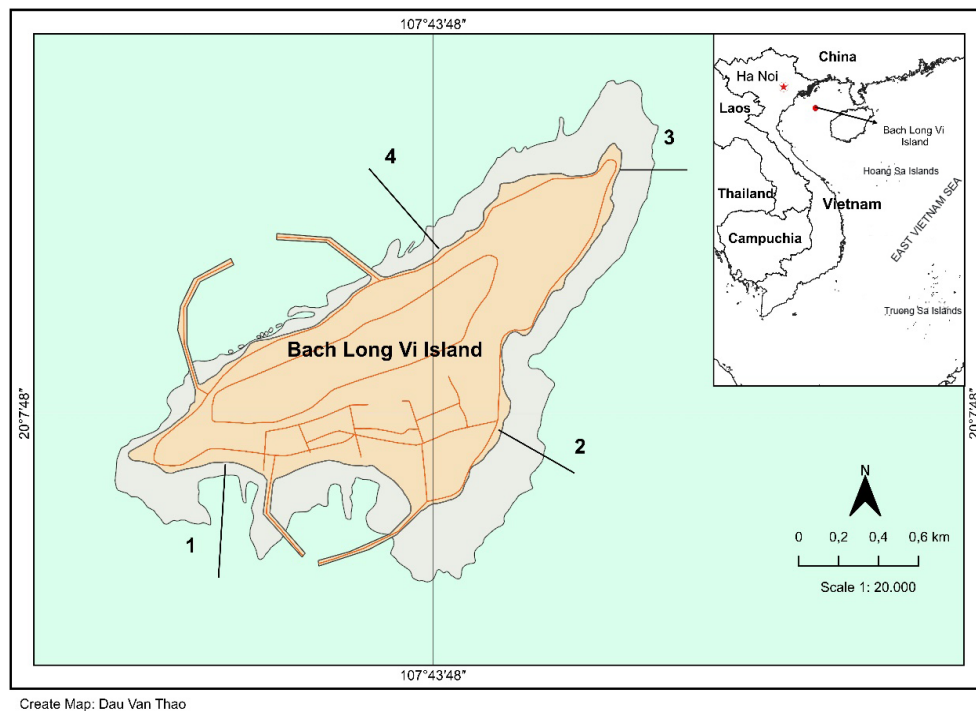 107°43′48″
China
Ha Noi
Laos
Bach Long Vi
Island
Hoang Sa Islands
Thailand
Vietnam
EAST VIETNAM SEA
Campuchia
Truong Sa Islands
3
4
Bach Long Vi Island
20°7′48″
20°7′48″
2
1
N
0 0,2 0,4 0,6 km
Scale 1: 20.000
107°43′48″
Create Map: Dau Van Thao